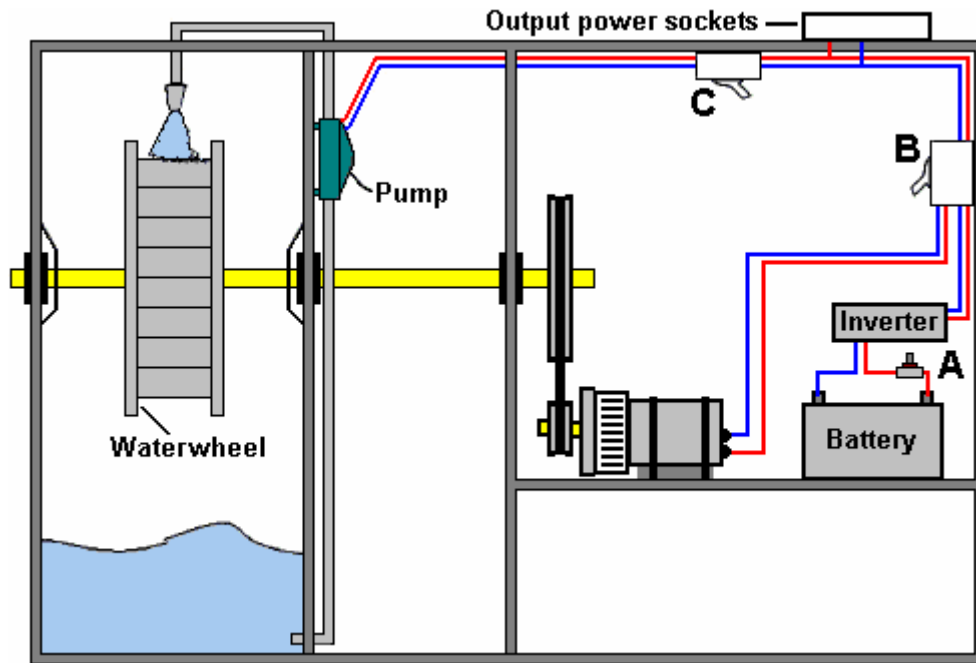 Output power sockets
C
B
Pump
Inverter
A
Waterwheel
Battery